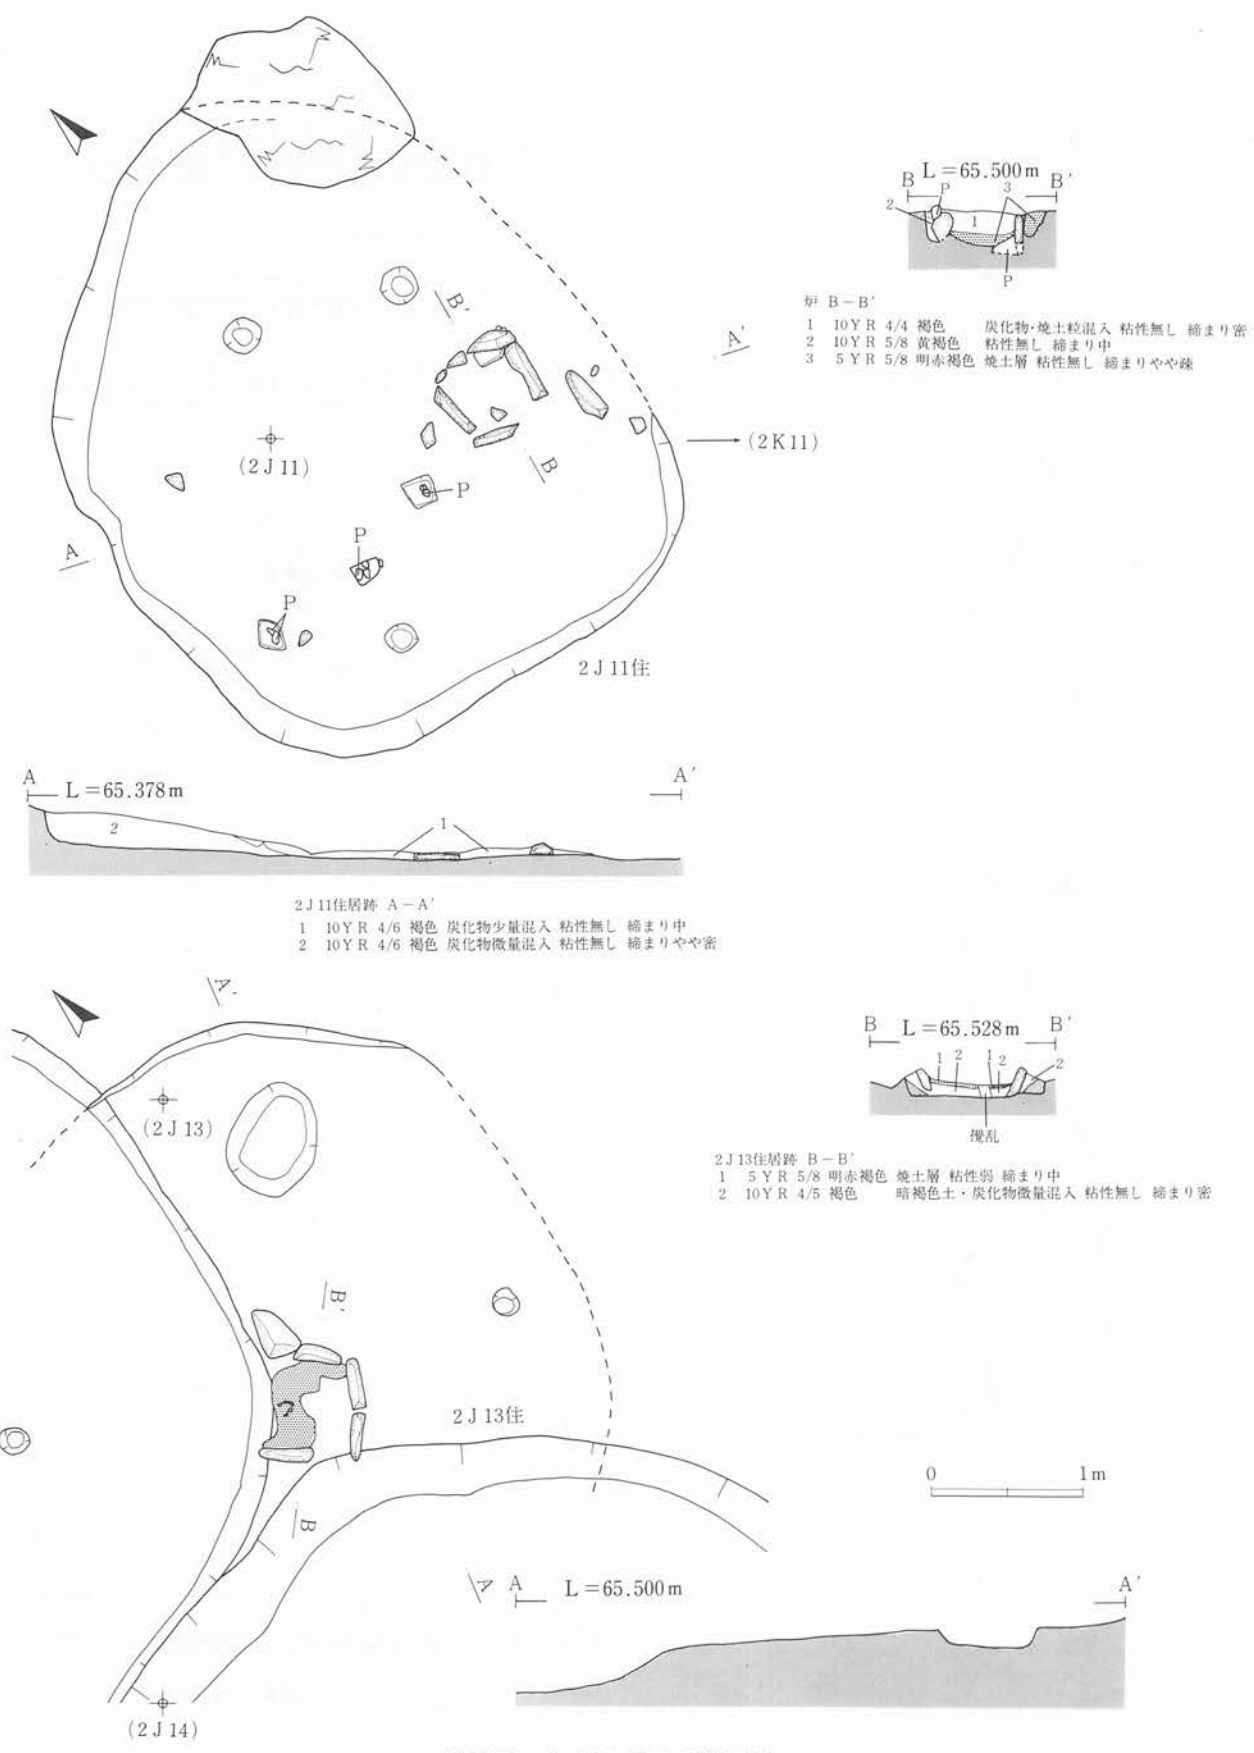 L=65.500m
B B'
P 3
2
1
P
炉 B-B'
1 10YR 4/4 褐色 炭化物・焼土粒混入 粘性無し 締まり密
2 10YR 5/8 黄褐色 粘性無し 締まり中
3 5YR 5/8 明赤褐色 焼土層 粘性無し 締まりやや疎
B'
A'
(2K11)
(2J11)
B
P
P
A
P
2J11住
A L=65.378m A'
2 1
2J11住居跡 A-A'
1 10YR 4/6 褐色 炭化物少量混入 粘性無し 締まり中
2 10YR 4/6 褐色 炭化物微量混入 粘性無し 締まりやや密
A'
B L=65.528m B'
1 2 1 2 2
攪乱
(2J13)
2J13住居跡 B-B'
1 5YR 5/8 明赤褐色 焼土層 粘性弱 締まり中
2 10YR 4/5 褐色 暗褐色土・炭化物微量混入 粘性無し 締まり密
B'
2J13住
0 1m
B
A
A L=65.500m A'
(2J14)